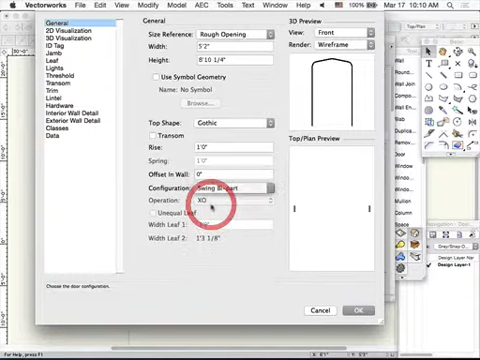 Vectorworks File Edit View Modify Model AEC Tools Text Window Help Mon Mar 17 10:10 AM
General
2D Visualization
3D Visualization
ID Tag
Jamb
Leaf
Lights
Threshold
Transom
Trim
Lintel
Hardware
Interior Wall Detail
Exterior Wall Detail
Classes
Data
General
Size Reference: Rough Opening
Width: 5'2"
Height: 8'10 1/4"
Use Symbol Geometry
Name: No Symbol
Browse...
Top Shape: Gothic
Transom
Rise: 1'0"
Spring: 1'0"
Offset In Wall: 0"
Configuration: Swing Bi-part
Operation: XO
Unequal Leaf
Width Leaf 1:
Width Leaf 2: 1'3 1/8"
3D Preview
View: Front
Render: Wireframe
Top/Plan Preview
Choose the door configuration.
Cancel OK
Top/Plan
Basic
Design Layer-1
For Help, press F1